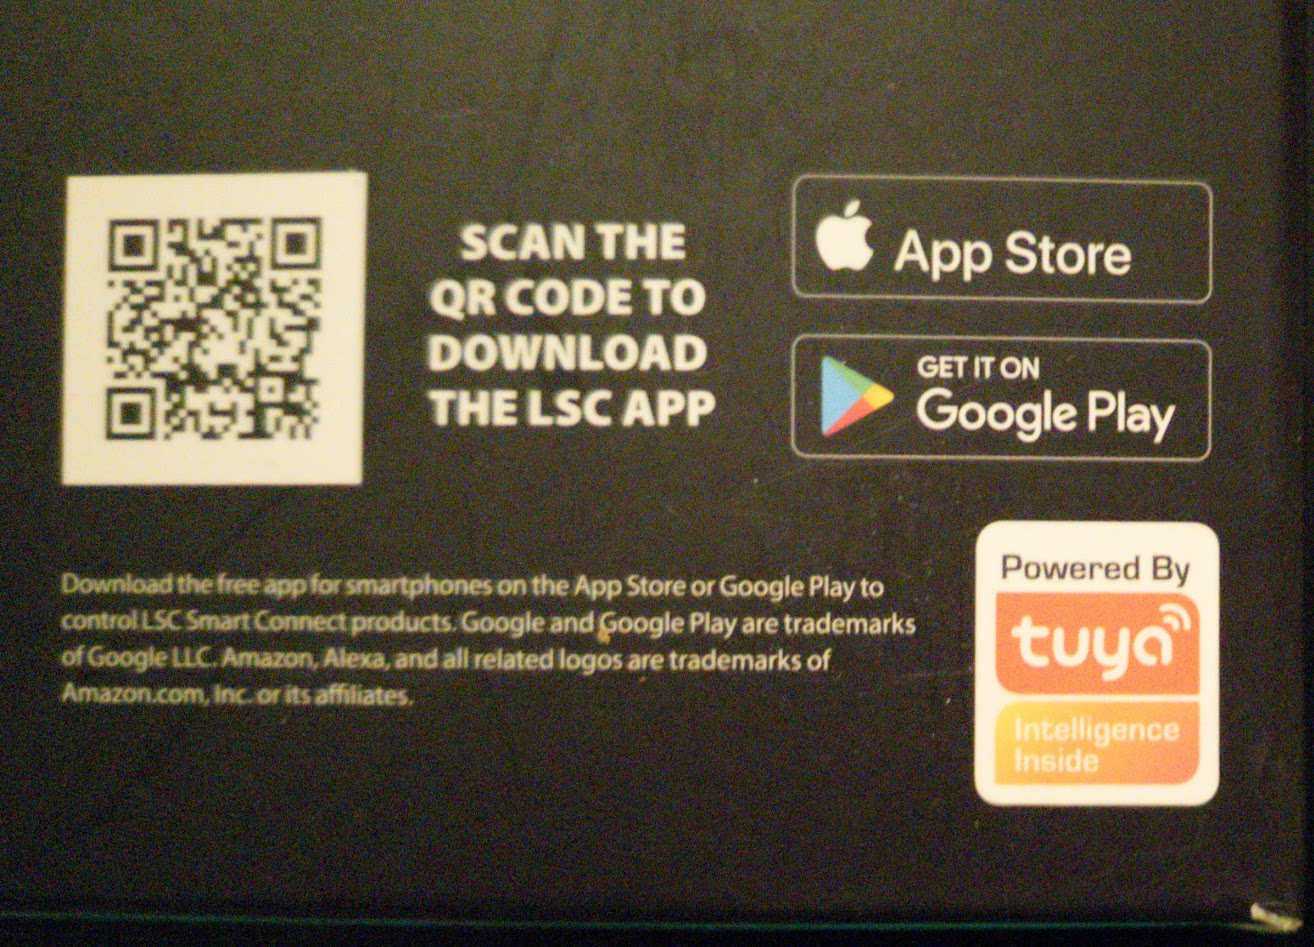 SCAN THE
QR CODE TO
DOWNLOAD
THE LSC APP
App Store
GET IT ON
Google Play
Download the free app for smartphones on the App Store or Google Play to
control LSC Smart Connect products. Google and Google Play are trademarks
of Google LLC. Amazon, Alexa, and all related logos are trademarks of
Amazon.com, Inc. or its affiliates.
Powered By
tuya
Intelligence
Inside